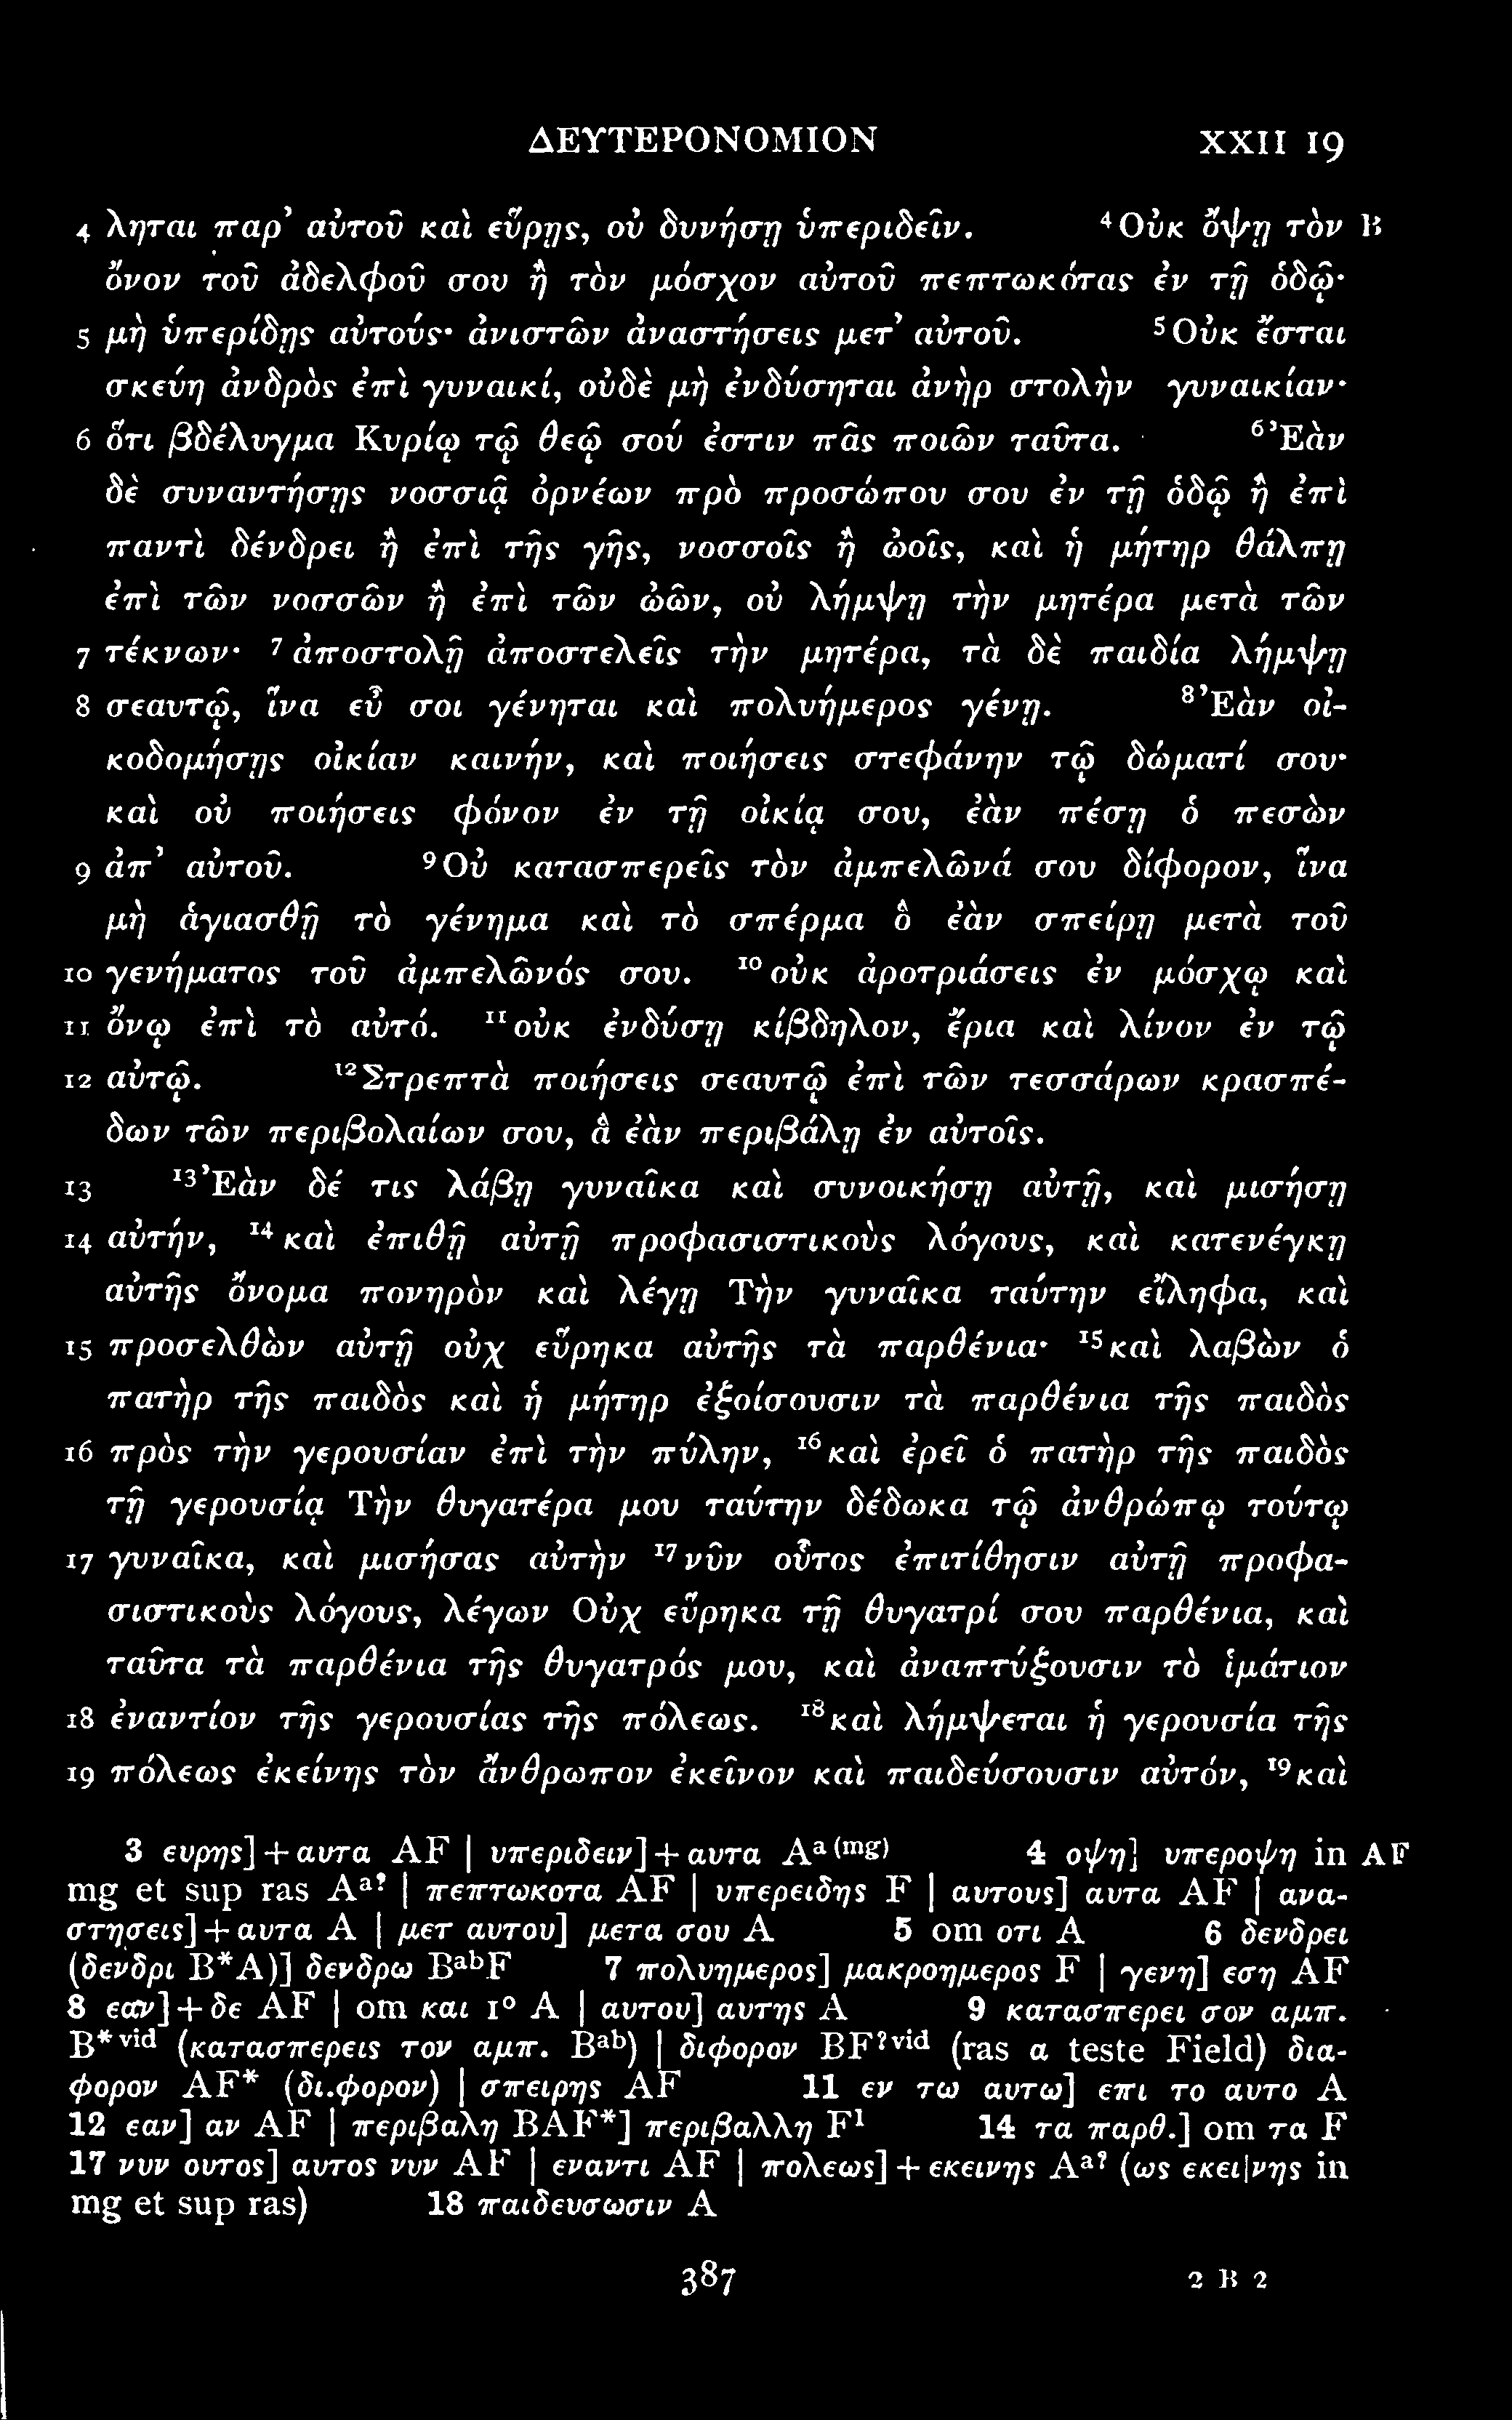 ΔΕΥΤΕΡΟΝΟΜΙΟΝ XXII 19
4 ληται παρ’ αὐτοῦ καὶ εὕρῃς, οὐ δυνήσῃ ὑπεριδεῖν. ⁴Οὐκ ὄψῃ τὸν B
ὄνον τοῦ ἀδελφοῦ σου ἢ τὸν μόσχον αὐτοῦ πεπτωκότας ἐν τῇ ὁδῷ·
5 μὴ ὑπερίδῃς αὐτούς· ἀνιστῶν ἀναστήσεις μετ’ αὐτοῦ. ⁵Οὐκ ἔσται
σκεύη ἀνδρὸς ἐπὶ γυναικί, οὐδὲ μὴ ἐνδύσηται ἀνὴρ στολὴν γυναικίαν·
6 ὅτι βδέλυγμα Κυρίῳ τῷ θεῷ σού ἐστιν πᾶς ποιῶν ταῦτα. ⁶Ἐὰν
δὲ συναντήσῃς νοσσιᾷ ὀρνέων πρὸ προσώπου σου ἐν τῇ ὁδῷ ἢ ἐπὶ
παντὶ δένδρει ἢ ἐπὶ τῆς γῆς, νοσσοῖς ἢ ὠοῖς, καὶ ἡ μήτηρ θάλπῃ
ἐπὶ τῶν νοσσῶν ἢ ἐπὶ τῶν ὠῶν, οὐ λήμψῃ τὴν μητέρα μετὰ τῶν
7 τέκνων· ⁷ἀποστολῇ ἀποστελεῖς τὴν μητέρα, τὰ δὲ παιδία λήμψῃ
8 σεαυτῷ, ἵνα εὖ σοι γένηται καὶ πολυήμερος γένῃ. ⁸Ἐὰν οἰ-
κοδομήσῃς οἰκίαν καινήν, καὶ ποιήσεις στεφάνην τῷ δώματί σου·
καὶ οὐ ποιήσεις φόνον ἐν τῇ οἰκίᾳ σου, ἐὰν πέσῃ ὁ πεσὼν
9 ἀπ’ αὐτοῦ. ⁹Οὐ κατασπερεῖς τὸν ἀμπελῶνά σου δίφορον, ἵνα
μὴ ἁγιασθῇ τὸ γένημα καὶ τὸ σπέρμα ὃ ἐὰν σπείρῃ μετὰ τοῦ
10 γενήματος τοῦ ἀμπελῶνός σου. ¹⁰οὐκ ἀροτριάσεις ἐν μόσχῳ καὶ
11 ὄνῳ ἐπὶ τὸ αὐτό. ¹¹οὐκ ἐνδύσῃ κίβδηλον, ἔρια καὶ λίνον ἐν τῷ
12 αὐτῷ. ¹²Στρεπτὰ ποιήσεις σεαυτῷ ἐπὶ τῶν τεσσάρων κρασπέ-
δων τῶν περιβολαίων σου, ἃ ἐὰν περιβάλῃ ἐν αὐτοῖς.
13 ¹³Ἐὰν δέ τις λάβῃ γυναῖκα καὶ συνοικήσῃ αὐτῇ, καὶ μισήσῃ
14 αὐτήν, ¹⁴καὶ ἐπιθῇ αὐτῇ προφασιστικοὺς λόγους, καὶ κατενέγκῃ
αὐτῆς ὄνομα πονηρὸν καὶ λέγῃ Τὴν γυναῖκα ταύτην εἴληφα, καὶ
15 προσελθὼν αὐτῇ οὐχ εὕρηκα αὐτῆς τὰ παρθένια· ¹⁵καὶ λαβὼν ὁ
πατὴρ τῆς παιδὸς καὶ ἡ μήτηρ ἐξοίσουσιν τὰ παρθένια τῆς παιδὸς
16 πρὸς τὴν γερουσίαν ἐπὶ τὴν πύλην, ¹⁶καὶ ἐρεῖ ὁ πατὴρ τῆς παιδὸς
τῇ γερουσίᾳ Τὴν θυγατέρα μου ταύτην δέδωκα τῷ ἀνθρώπῳ τούτῳ
17 γυναῖκα, καὶ μισήσας αὐτὴν ¹⁷νῦν οὗτος ἐπιτίθησιν αὐτῇ προφα-
σιστικοὺς λόγους, λέγων Οὐχ εὕρηκα τῇ θυγατρί σου παρθένια, καὶ
ταῦτα τὰ παρθένια τῆς θυγατρός μου, καὶ ἀναπτύξουσιν τὸ ἱμάτιον
18 ἐναντίον τῆς γερουσίας τῆς πόλεως. ¹⁸καὶ λήμψεται ἡ γερουσία τῆς
19 πόλεως ἐκείνης τὸν ἄνθρωπον ἐκεῖνον καὶ παιδεύσουσιν αὐτόν, ¹⁹καὶ
3 ευρης]+αυτα AF | υπεριδειν]+αυτα Aᵃ⁽ᵐᵍ⁾ 4 οψη] υπεροψη in AF
mg et sup ras Aᵃ? | πεπτωκοτα AF | υπερειδης F | αυτους] αυτα AF | ανα-
στησεις]+αυτα A | μετ αυτου] μετα σου A 5 om οτι A 6 δενδρει
(δενδρι B*A)] δενδρω BᵃᵇF 7 πολυημερος] μακροημερος F | γενη] εση AF
8 εαν]+δε AF | om και 1° A | αυτου] αυτης A 9 κατασπερει σον αμπ.
B*ᵛⁱᵈ (κατασπερεις τον αμπ. Bᵃᵇ) | διφορον BF?ᵛⁱᵈ (ras α teste Field) δια-
φορον AF* (δι.φορον) | σπειρης AF 11 εν τω αυτω] επι το αυτο A
12 εαν] αν AF | περιβαλη BAF*] περιβαλλη F¹ 14 τα παρθ.] om τα F
17 νυν ουτος] αυτος νυν AF | εναντι AF | πολεως]+εκεινης Aᵃ? (ως εκει|νης in
mg et sup ras) 18 παιδευσωσιν A
387 2 B 2